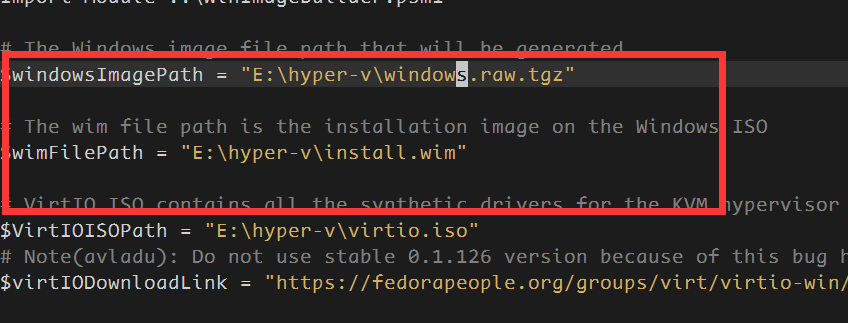 Import-Module ..\WinImageBuilder.psm1
# The Windows image file path that will be generated
$windowsImagePath = "E:\hyper-v\windows.raw.tgz"
# The wim file path is the installation image on the Windows ISO
$wimFilePath = "E:\hyper-v\install.wim"
# VirtIO ISO contains all the synthetic drivers for the KVM hypervisor
$VirtIOISOPath = "E:\hyper-v\virtio.iso"
# Note(avladu): Do not use stable 0.1.126 version because of this bug h
$virtIODownloadLink = "https://fedorapeople.org/groups/virt/virtio-win/